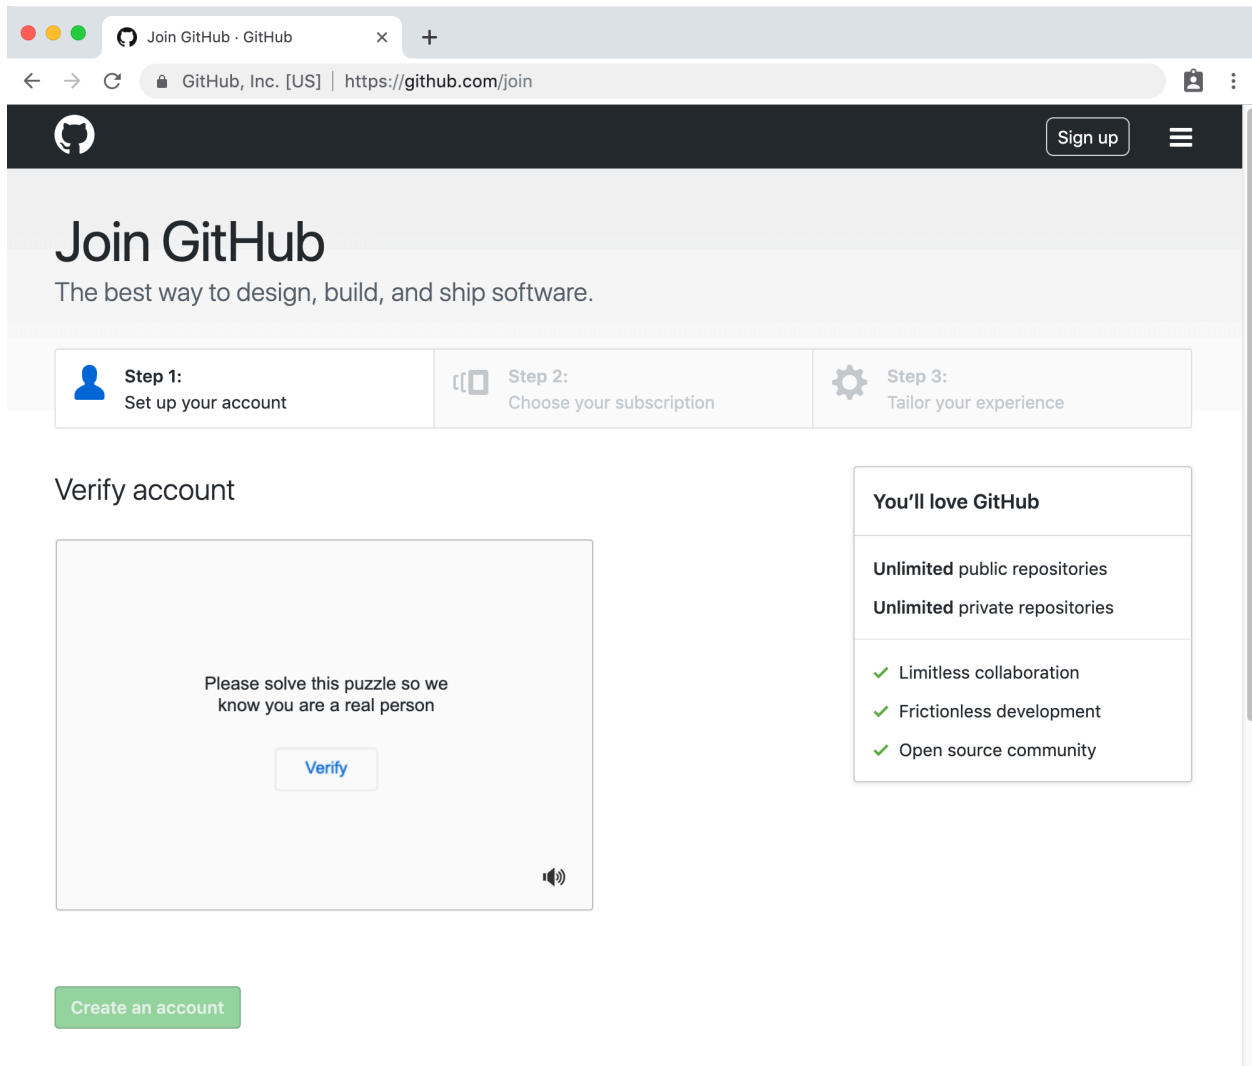 Join GitHub · GitHub
GitHub, Inc. [US] | https://github.com/join
Sign up
Join GitHub
The best way to design, build, and ship software.
Step 1:
Set up your account
Step 2:
Choose your subscription
Step 3:
Tailor your experience
Verify account
Please solve this puzzle so we
know you are a real person
Verify
Create an account
You’ll love GitHub
Unlimited public repositories
Unlimited private repositories
Limitless collaboration
Frictionless development
Open source community